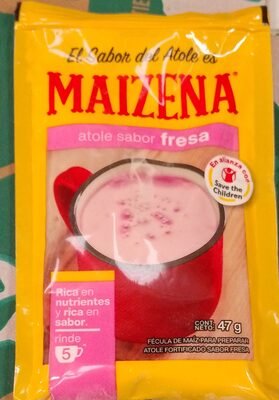 El Sabor del Atole es
MAIZENA®
atole sabor fresa
En alianza con
Save the
Children
Rica en
nutrientes
y rica en
sabor.
rinde
5
CONT.
NETO: 47 g
FÉCULA DE MAÍZ PARA PREPARAR
ATOLE FORTIFICADO SABOR FRESA